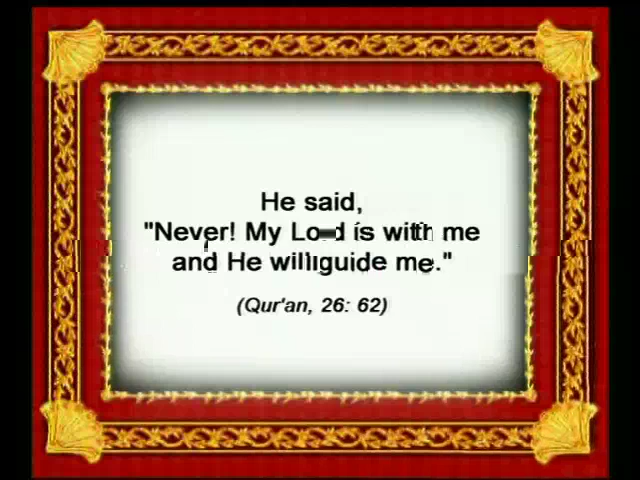 He said,
"Never! My Lord is with me
and He will guide me."
(Qur'an, 26: 62)